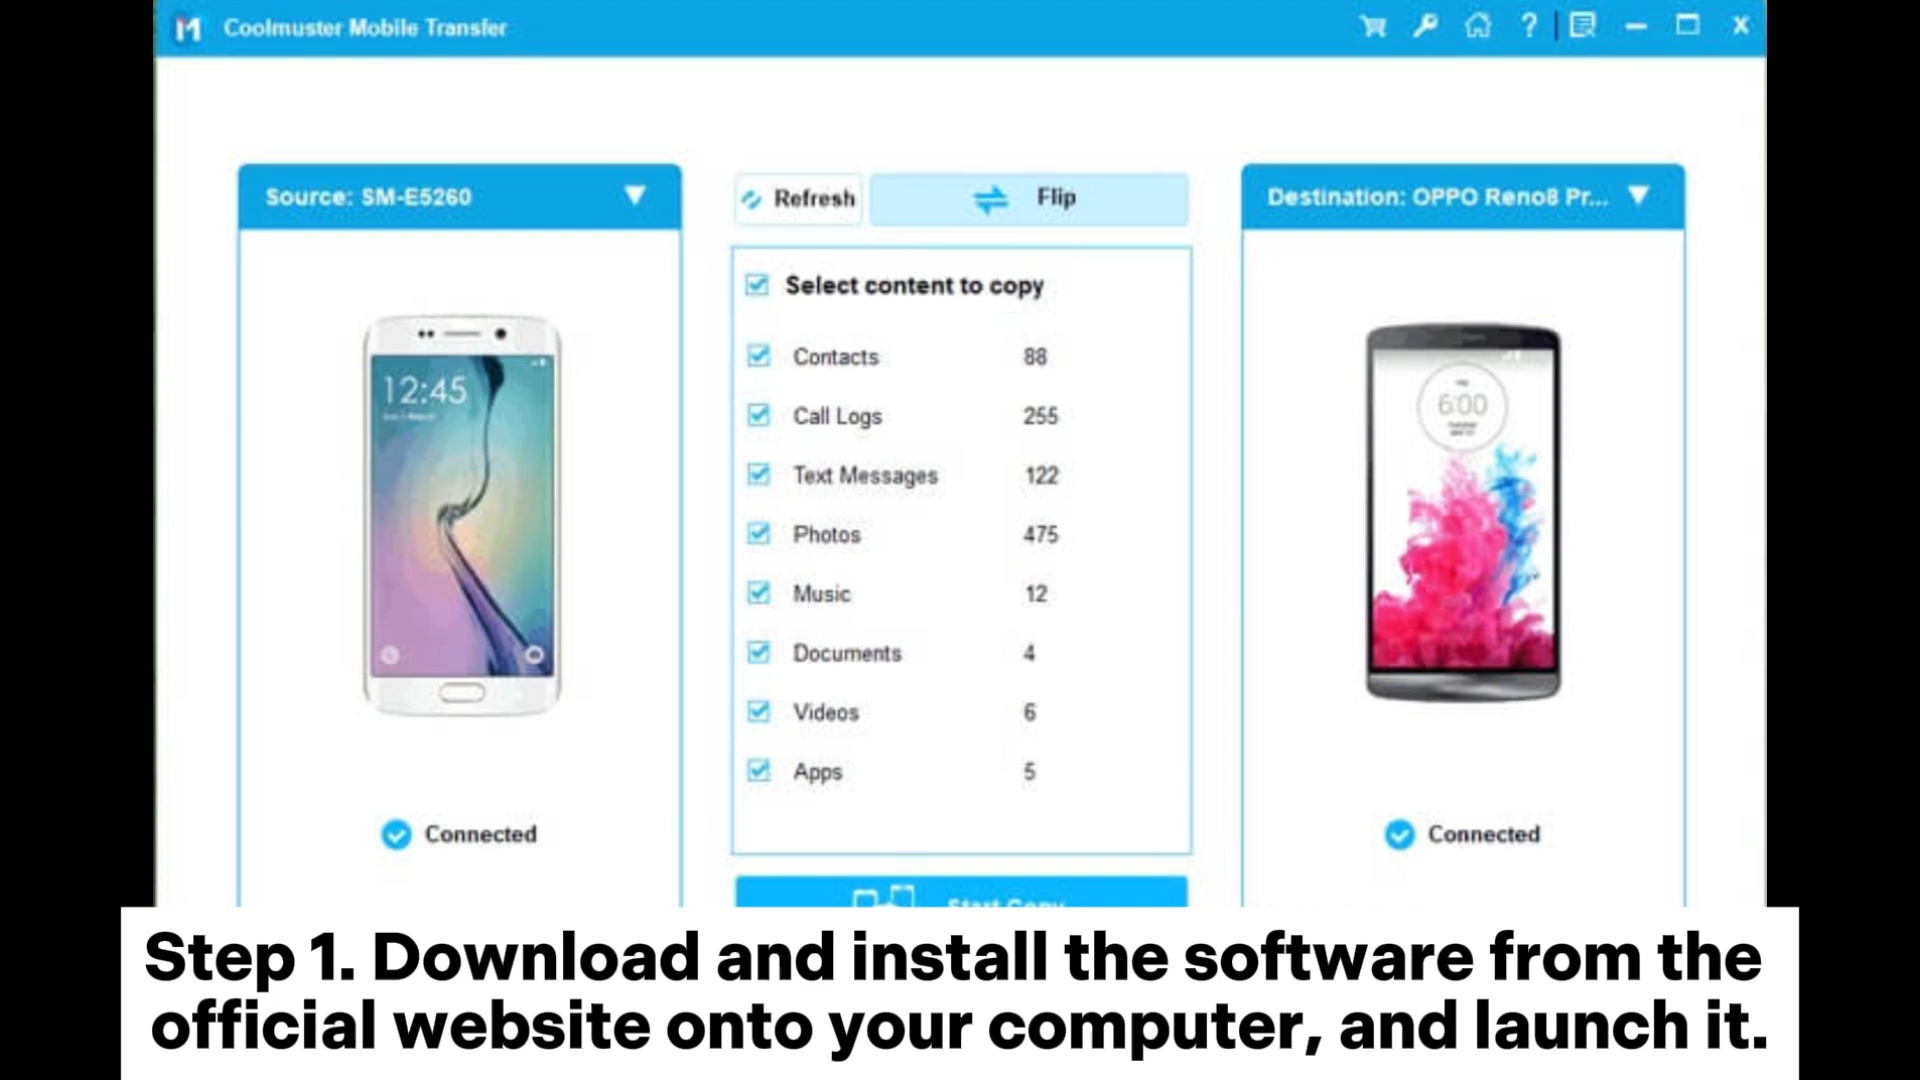 Coolmuster Mobile Transfer
Source: SM-E5260
Refresh
Flip
Destination: OPPO Reno8 Pr...
Select content to copy
Contacts 88
Call Logs 255
Text Messages 122
Photos 475
Music 12
Documents 4
Videos 6
Apps 5
12:45
6:00
Connected
Connected
Start Copy
Step 1. Download and install the software from the
official website onto your computer, and launch it.